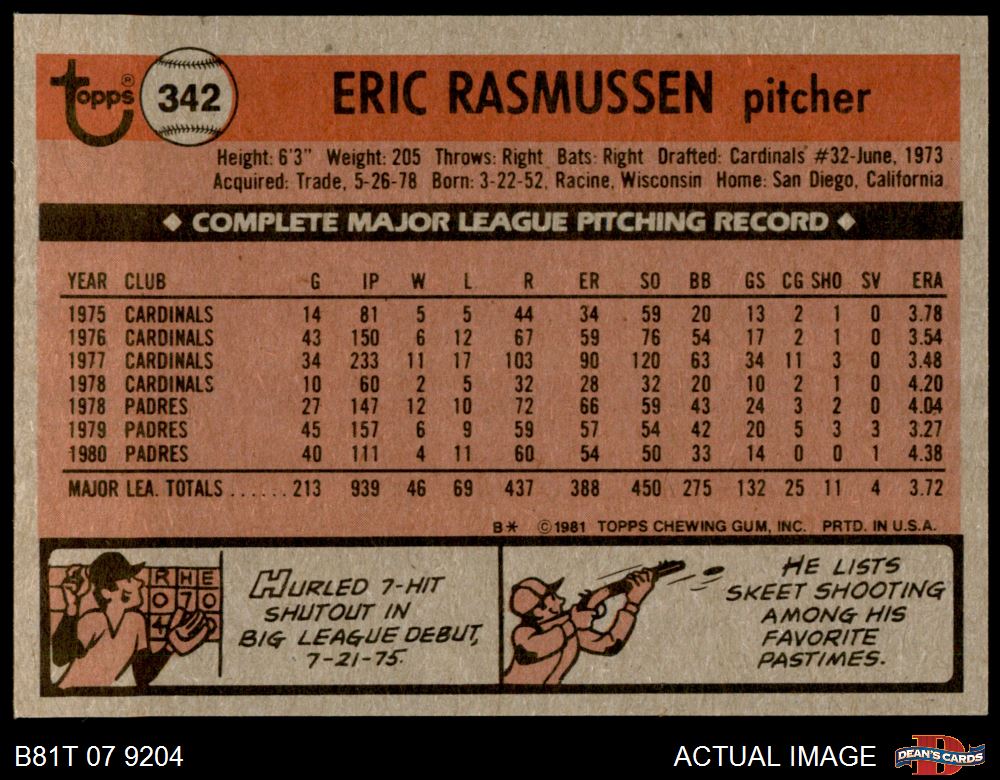 topps®
342
ERIC RASMUSSEN pitcher
Height: 6'3" Weight: 205 Throws: Right Bats: Right Drafted: Cardinals #32-June, 1973
Acquired: Trade, 5-26-78 Born: 3-22-52, Racine, Wisconsin Home: San Diego, California
◆ COMPLETE MAJOR LEAGUE PITCHING RECORD ◆
YEAR CLUB G IP W L R ER SO BB GS CG SHO SV ERA
1975 CARDINALS 14 81 5 5 44 34 59 20 13 2 1 0 3.78
1976 CARDINALS 43 150 6 12 67 59 76 54 17 2 1 0 3.54
1977 CARDINALS 34 233 11 17 103 90 120 63 34 11 3 0 3.48
1978 CARDINALS 10 60 2 5 32 28 32 20 10 2 1 0 4.20
1978 PADRES 27 147 12 10 72 66 59 43 24 3 2 0 4.04
1979 PADRES 45 157 6 9 59 57 54 42 20 5 3 3 3.27
1980 PADRES 40 111 4 11 60 54 50 33 14 0 0 1 4.38
MAJOR LEA. TOTALS ...... 213 939 46 69 437 388 450 275 132 25 11 4 3.72
B* ©1981 TOPPS CHEWING GUM, INC. PRTD. IN U.S.A.
R H E
0 7 0
4
HURLED 7-HIT
SHUTOUT IN
BIG LEAGUE DEBUT,
7-21-75.
HE LISTS
SKEET SHOOTING
AMONG HIS
FAVORITE
PASTIMES.
B81T 07 9204
ACTUAL IMAGE
DEAN'S CARDS